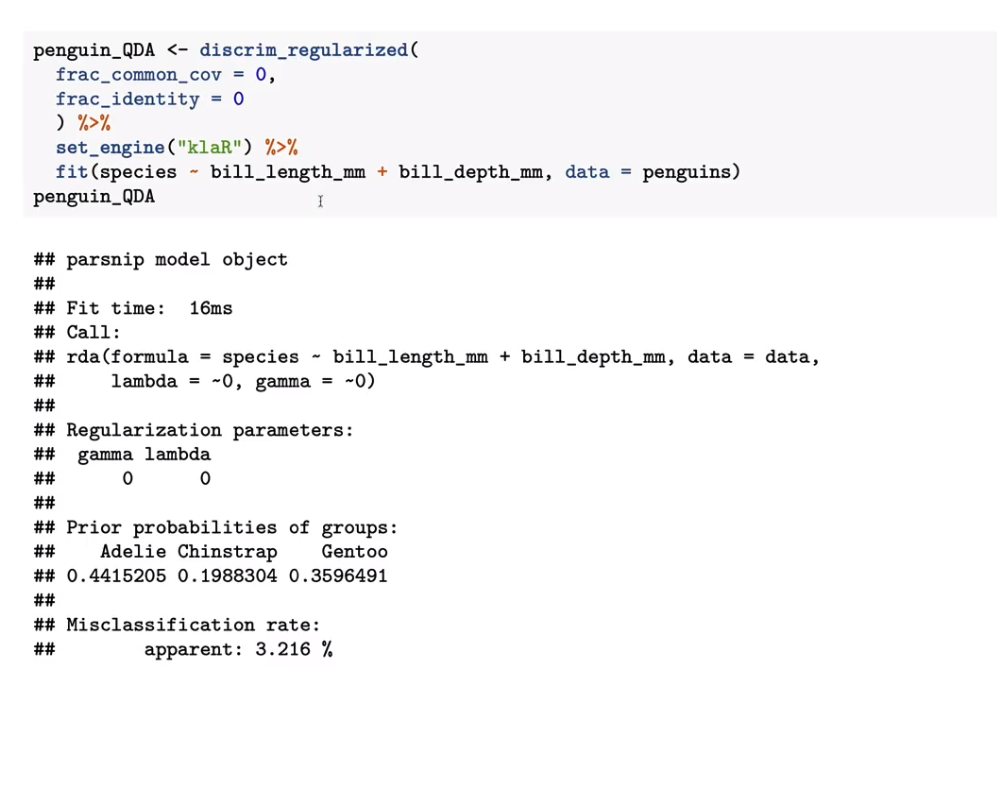 penguin_QDA <- discrim_regularized(
  frac_common_cov = 0,
  frac_identity = 0
  ) %>%
  set_engine("klaR") %>%
  fit(species ~ bill_length_mm + bill_depth_mm, data = penguins)
penguin_QDA
## parsnip model object
##
## Fit time:  16ms
## Call:
## rda(formula = species ~ bill_length_mm + bill_depth_mm, data = data,
##     lambda = ~0, gamma = ~0)
##
## Regularization parameters:
##  gamma lambda
##      0      0
##
## Prior probabilities of groups:
##    Adelie Chinstrap    Gentoo
## 0.4415205 0.1988304 0.3596491
##
## Misclassification rate:
##        apparent: 3.216 %